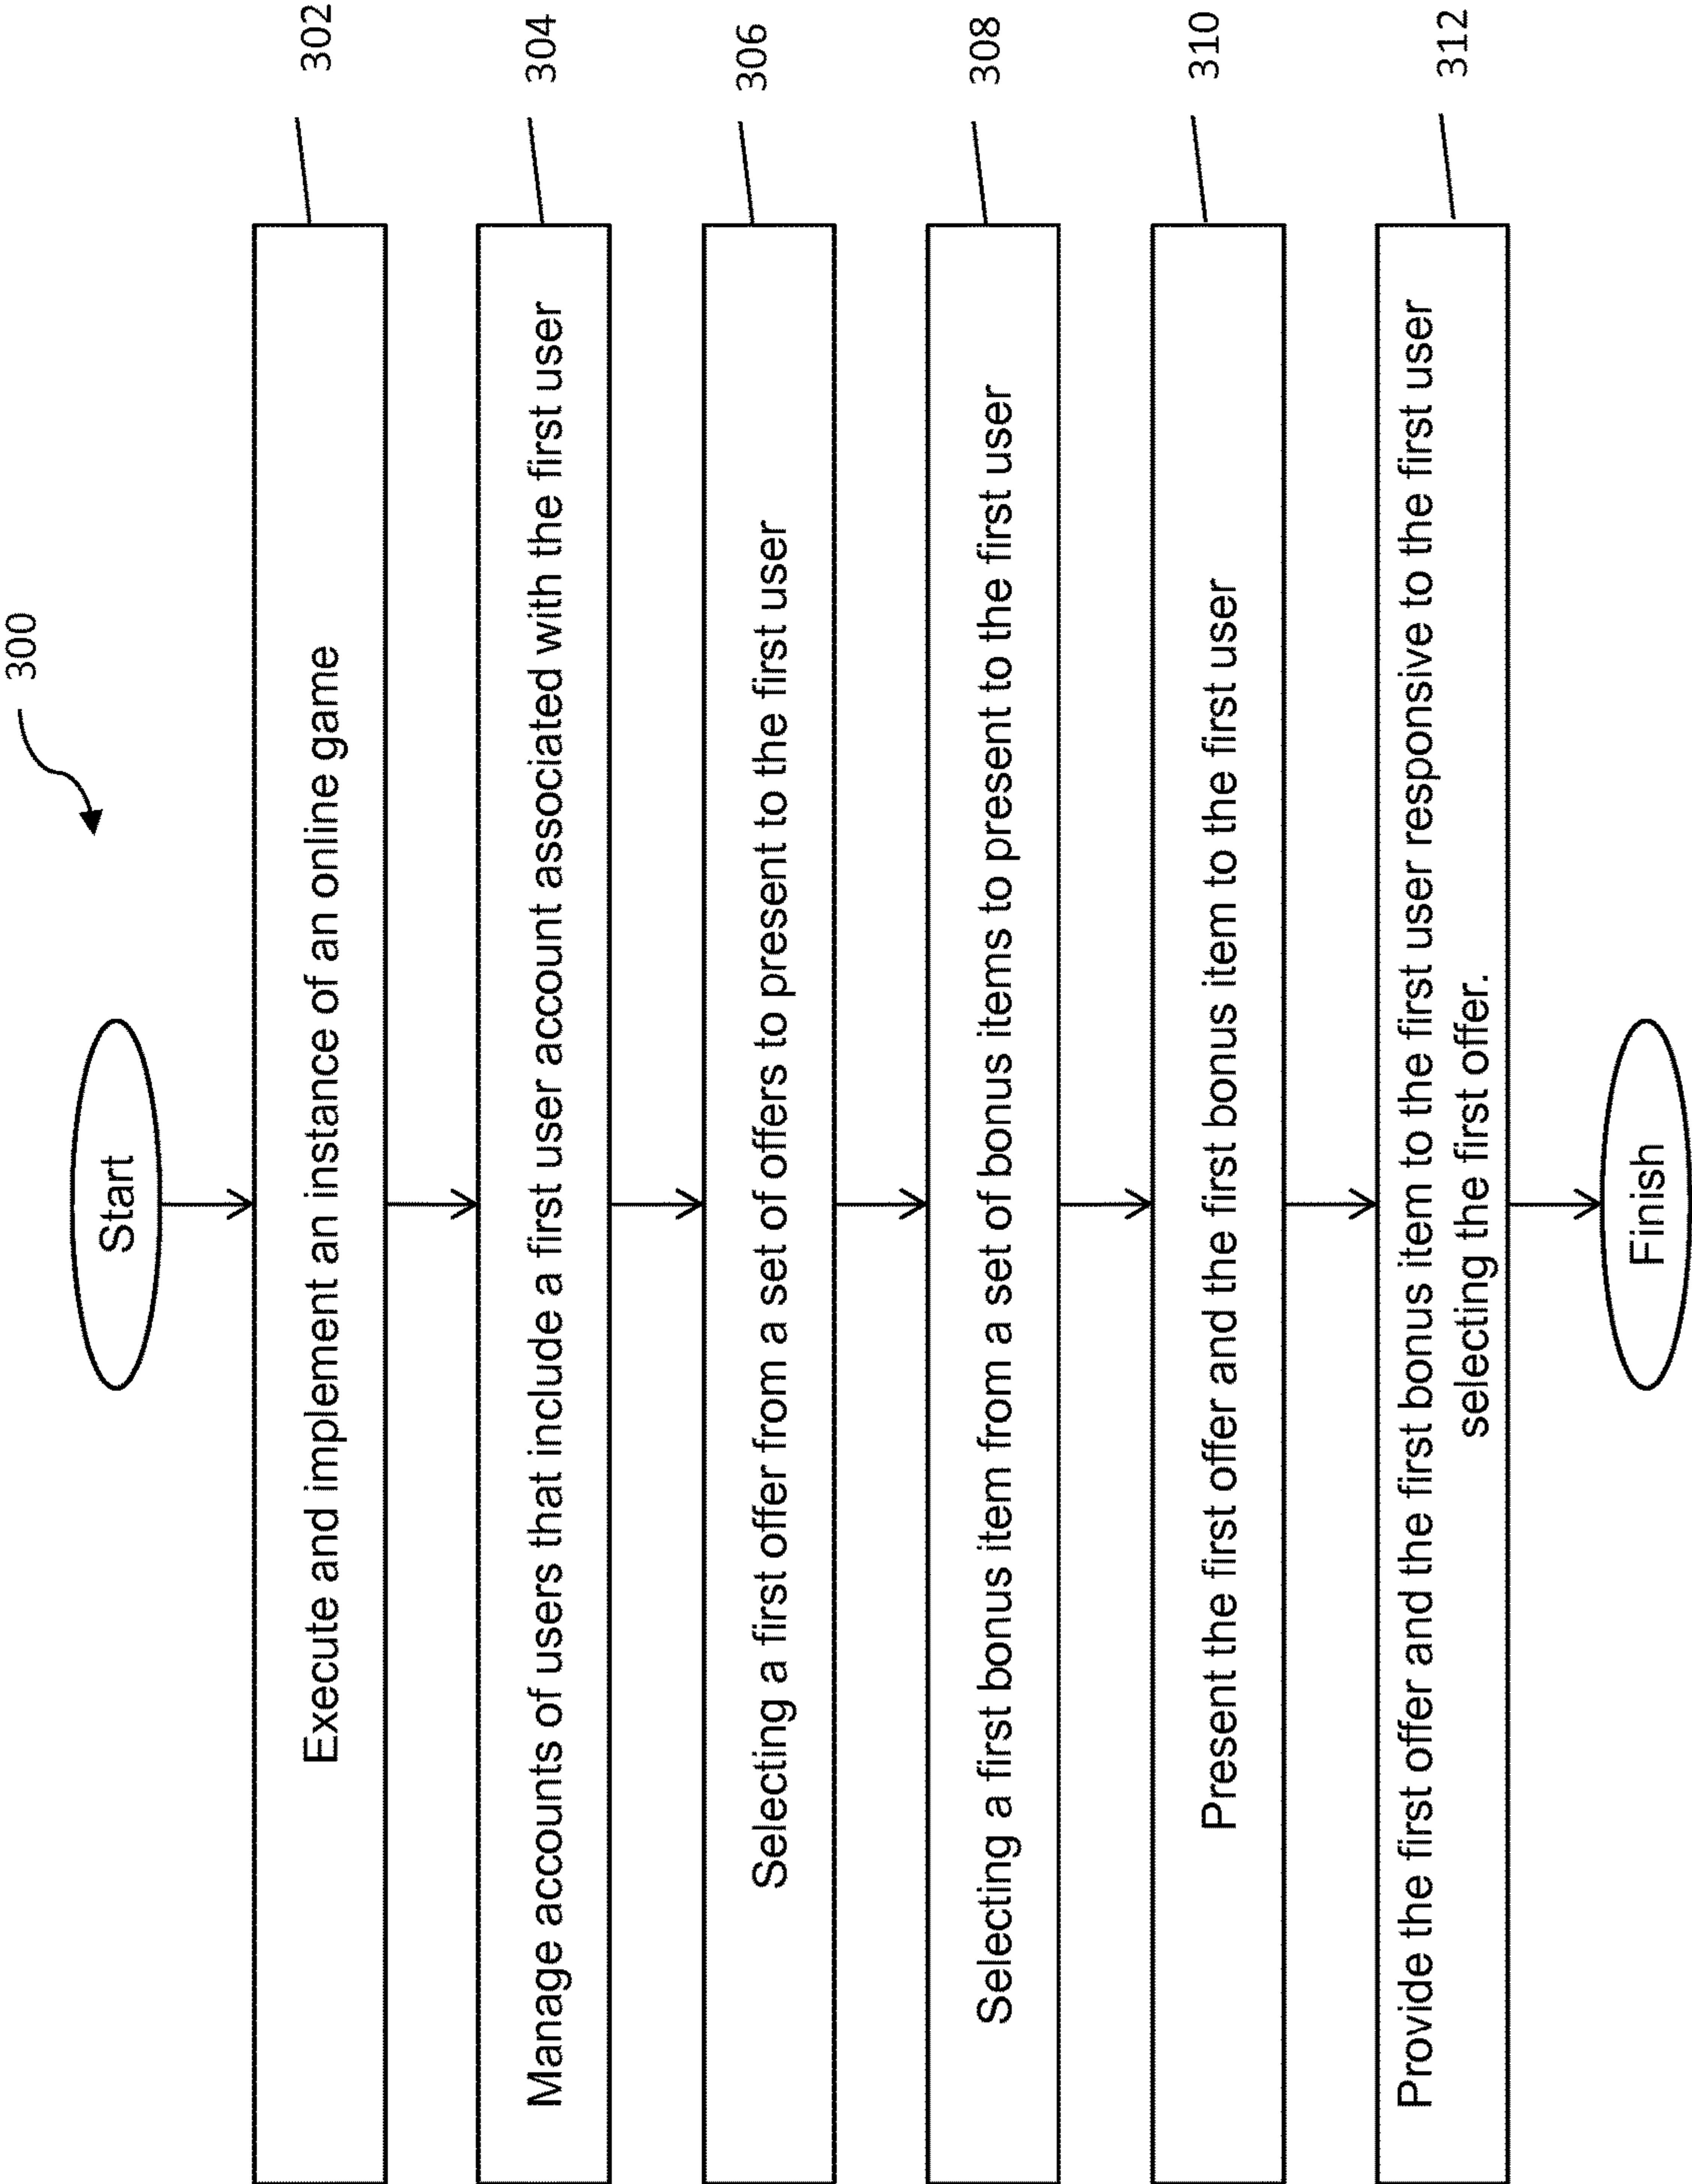 300
Start
Execute and implement an instance of an online game
302
Manage accounts of users that include a first user account associated with the first user
304
Selecting a first offer from a set of offers to present to the first user
306
Selecting a first bonus item from a set of bonus items to present to the first user
308
Present the first offer and the first bonus item to the first user
310
Provide the first offer and the first bonus item to the first user responsive to the first user
selecting the first offer.
312
Finish